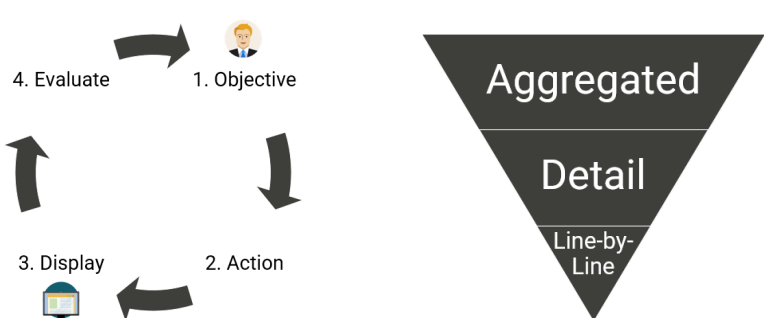 4. Evaluate
1. Objective
3. Display
2. Action
Aggregated
Detail
Line-by-
Line